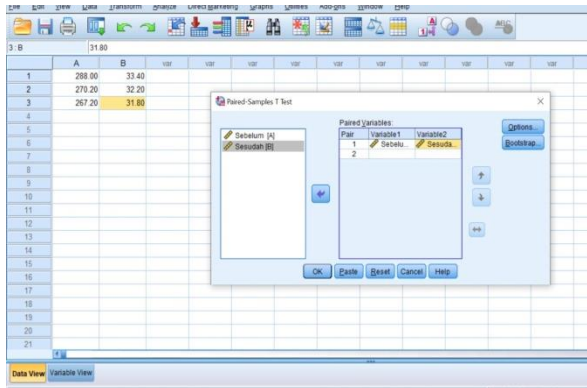 File Edit View Data Transform Analyze Direct Marketing Graphs Utilities Add-ons Window Help
3 : B 31.80
A B var var var var var var var var var var
1 288.00 33.40
2 270.20 32.20
3 267.20 31.80
4
5
6
7
8
9
10
11
12
13
14
15
16
17
18
19
20
21
Paired-Samples T Test
Sebelum [A]
Sesudah [B]
Paired Variables:
Pair Variable1 Variable2
1 Sebelu... Sesuda...
2
Options...
Bootstrap...
OK Paste Reset Cancel Help
Data View Variable View